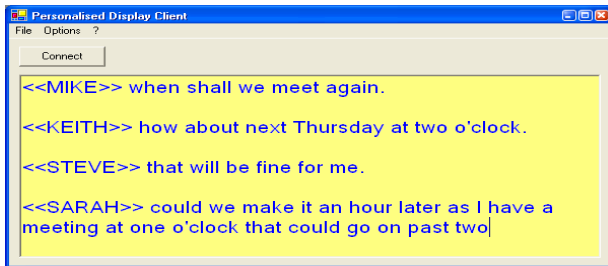 Personalised Display Client
File Options ?
Connect
<<MIKE>> when shall we meet again.
<<KEITH>> how about next Thursday at two o'clock.
<<STEVE>> that will be fine for me.
<<SARAH>> could we make it an hour later as I have a
meeting at one o'clock that could go on past two